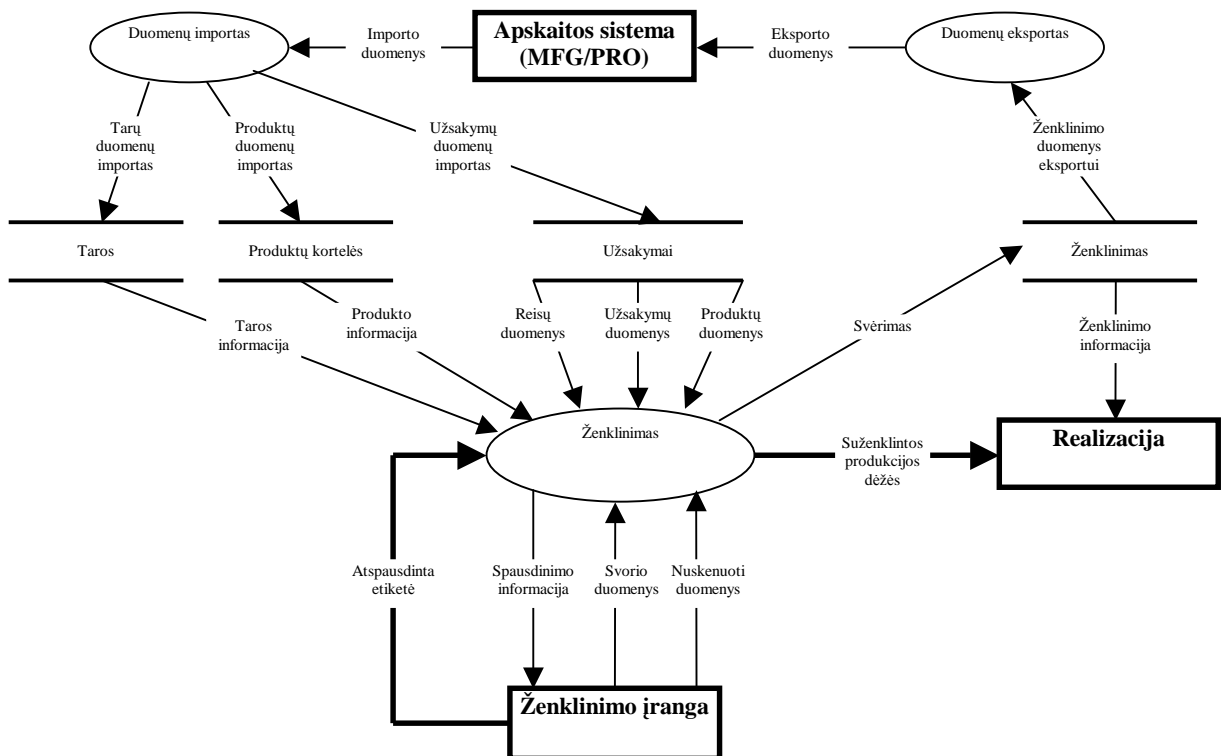 Duomenų importas
Importo
duomenys
Apskaitos sistema
(MFG/PRO)
Eksporto
duomenys
Duomenų eksportas
Tarų
duomenų
importas
Produktų
duomenų
importas
Užsakymų
duomenų
importas
Ženklinimo
duomenys
eksportui
Taros
Produktų kortelės
Užsakymai
Ženklinimas
Taros
informacija
Produkto
informacija
Reisų
duomenys
Užsakymų
duomenys
Produktų
duomenys
Svėrimas
Ženklinimo
informacija
Ženklinimas
Suženklintos
produkcijos
dėžės
Realizacija
Atspausdinta
etiketė
Spausdinimo
informacija
Svorio
duomenys
Nuskenuoti
duomenys
Ženklinimo įranga